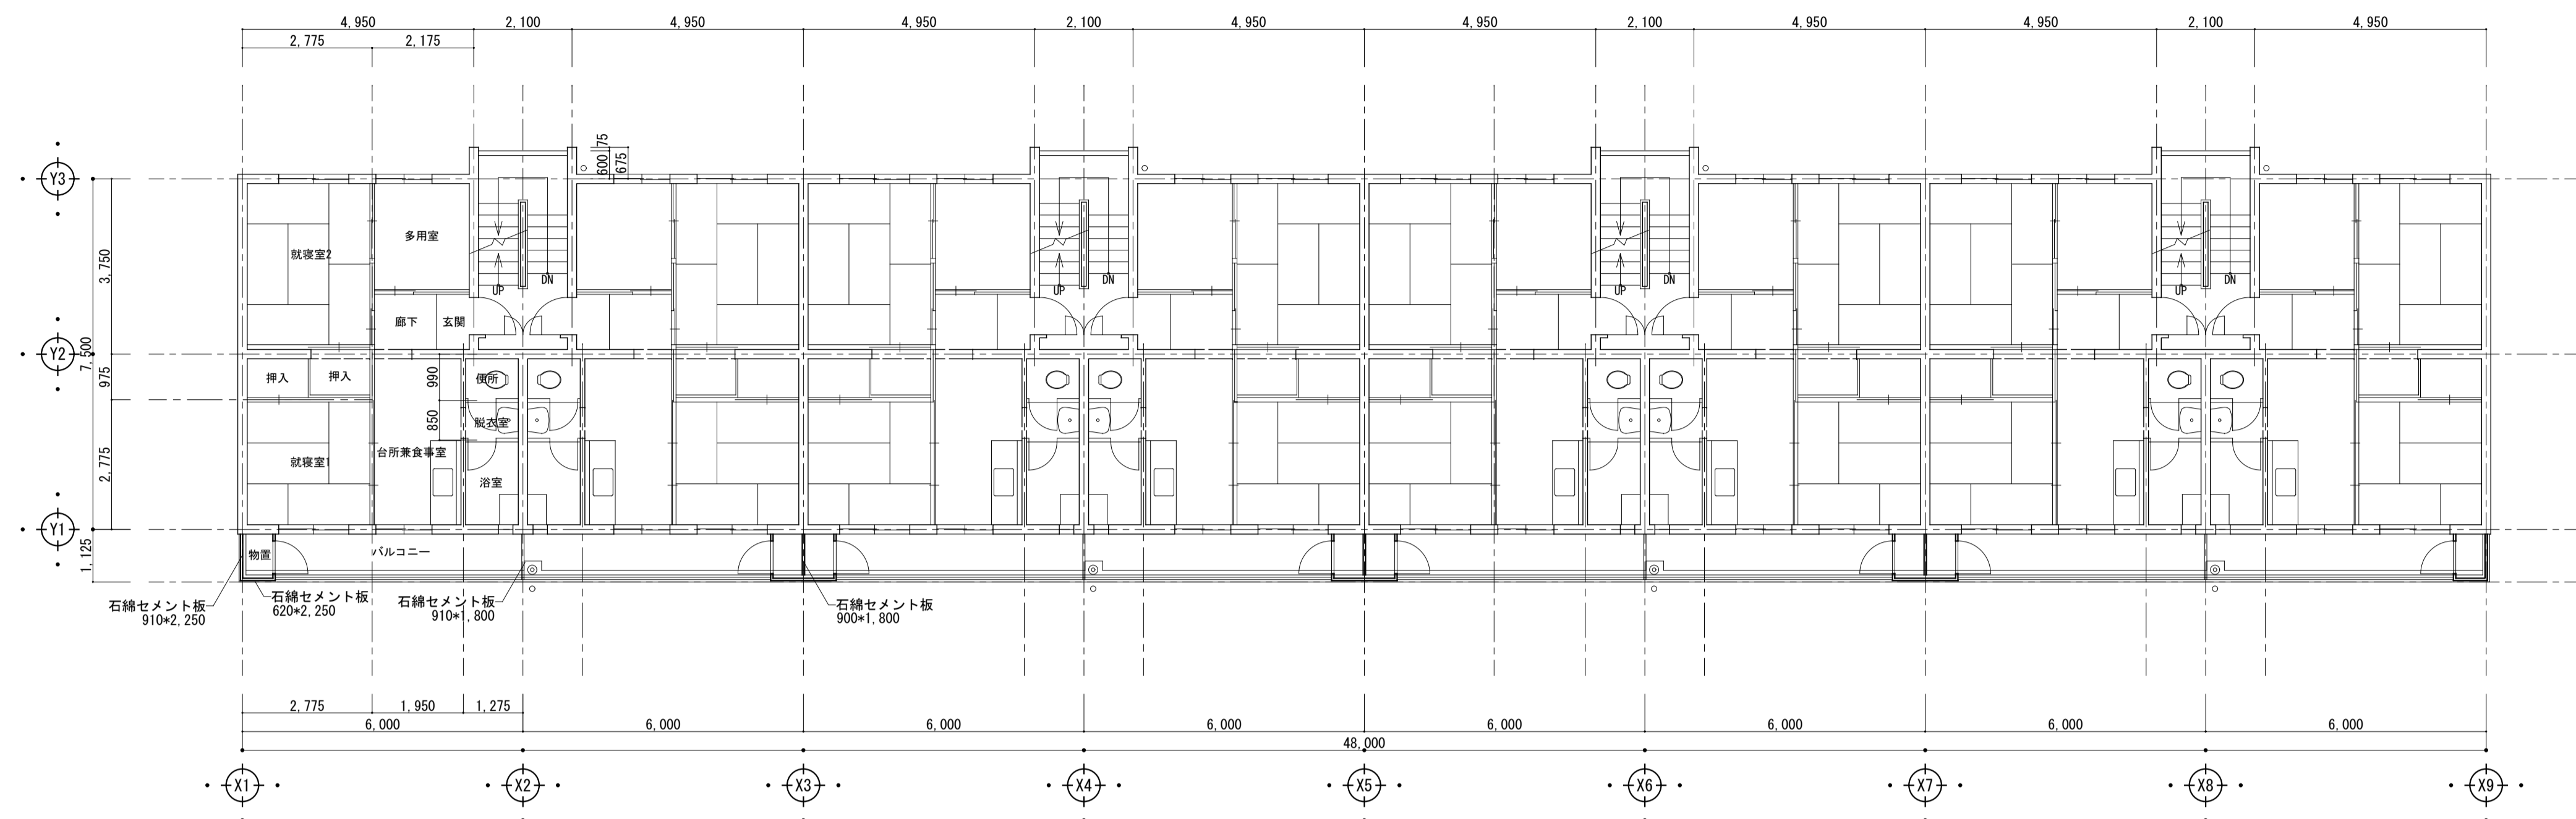 4,950 2,100 4,950 4,950 2,100 4,950 4,950 2,100 4,950 4,950 2,100 4,950
2,775 2,175
600 75
675
Y3
多用室
就寝室2
3,750
UP DN UP DN UP DN UP DN
廊下 玄関
Y2
7,500
975
990
押入 押入 便所
850
脱衣室
台所兼食事室
就寝室1
2,775
浴室
Y1
1,125
物置 バルコニー
石綿セメント板
910*2,250
石綿セメント板
620*2,250
石綿セメント板
910*1,800
石綿セメント板
900*1,800
2,775 1,950 1,275
6,000 6,000 6,000 6,000 6,000 6,000 6,000 6,000
48,000
X1 X2 X3 X4 X5 X6 X7 X8 X9